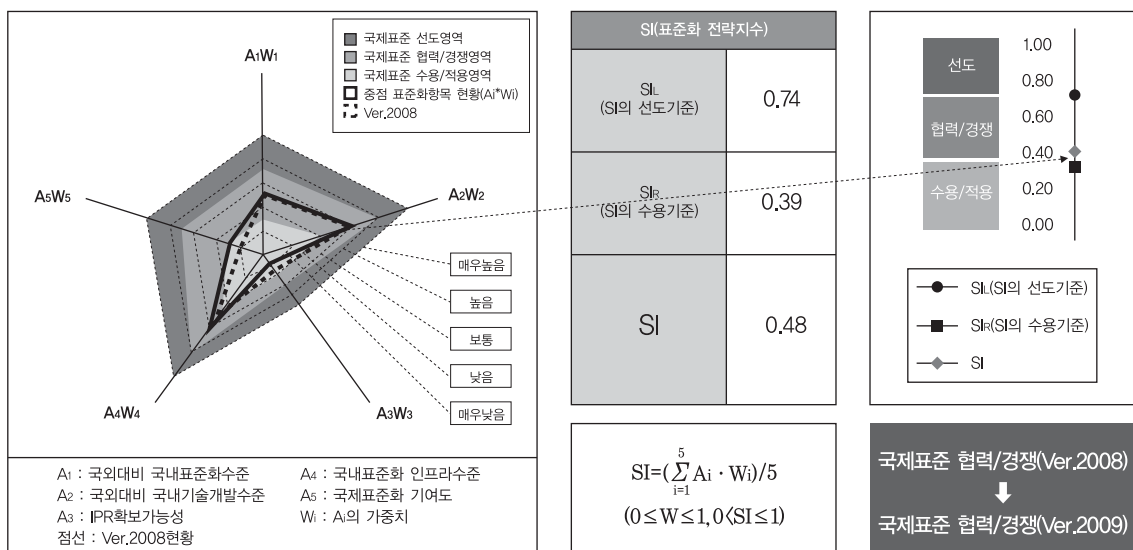 국제표준 선도영역
국제표준 협력/경쟁영역
국제표준 수용/적용영역
중점 표준화항목 현황(Ai*Wi)
Ver.2008
A1W1
A2W2
A3W3
A4W4
A5W5
매우높음
높음
보통
낮음
매우낮음
A1 : 국외대비 국내표준화수준
A2 : 국외대비 국내기술개발수준
A3 : IPR확보가능성
점선 : Ver.2008현황
A4 : 국내표준화 인프라수준
A5 : 국제표준화 기여도
Wi : Ai의 가중치
SI(표준화 전략지수)
SIL
(SI의 선도기준)
0.74
SIR
(SI의 수용기준)
0.39
SI
0.48
SI=(∑Ai · Wi)/5
5
i=1
(0≤W≤1, 0<SI≤1)
선도
협력/경쟁
수용/적용
1.00
0.80
0.60
0.40
0.20
0.00
SIL(SI의 선도기준)
SIR(SI의 수용기준)
SI
국제표준 협력/경쟁(Ver.2008)
국제표준 협력/경쟁(Ver.2009)